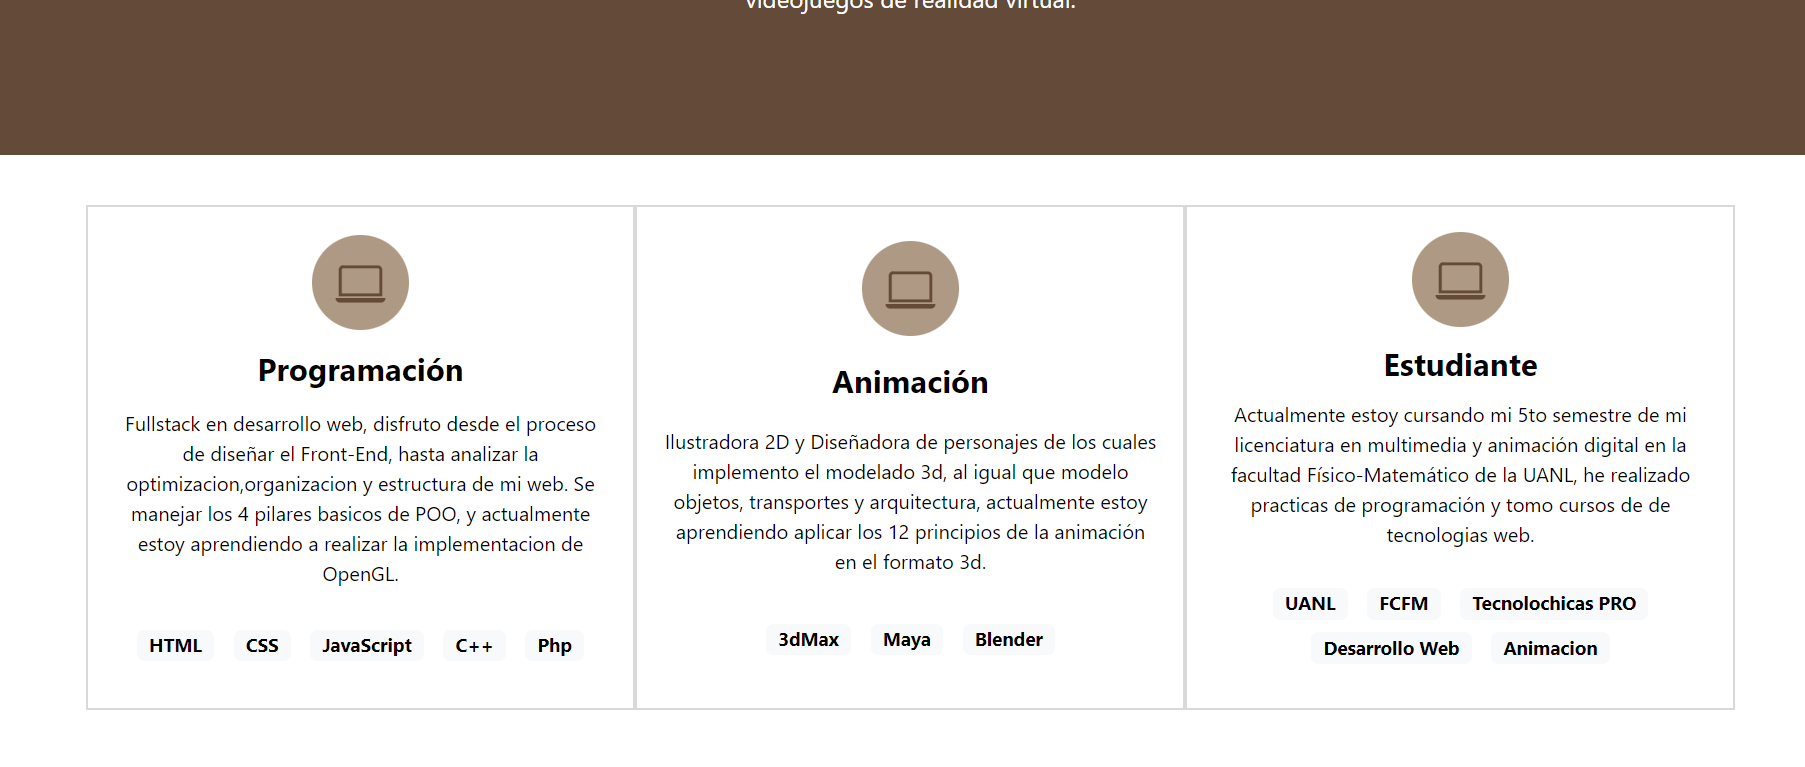 videojuegos de realidad virtual.
Programación
Fullstack en desarrollo web, disfruto desde el proceso
de diseñar el Front-End, hasta analizar la
optimizacion,organizacion y estructura de mi web. Se
manejar los 4 pilares basicos de POO, y actualmente
estoy aprendiendo a realizar la implementacion de
OpenGL.
HTML CSS JavaScript C++ Php
Animación
Ilustradora 2D y Diseñadora de personajes de los cuales
implemento el modelado 3d, al igual que modelo
objetos, transportes y arquitectura, actualmente estoy
aprendiendo aplicar los 12 principios de la animación
en el formato 3d.
3dMax Maya Blender
Estudiante
Actualmente estoy cursando mi 5to semestre de mi
licenciatura en multimedia y animación digital en la
facultad Físico-Matemático de la UANL, he realizado
practicas de programación y tomo cursos de de
tecnologias web.
UANL FCFM Tecnolochicas PRO
Desarrollo Web Animacion